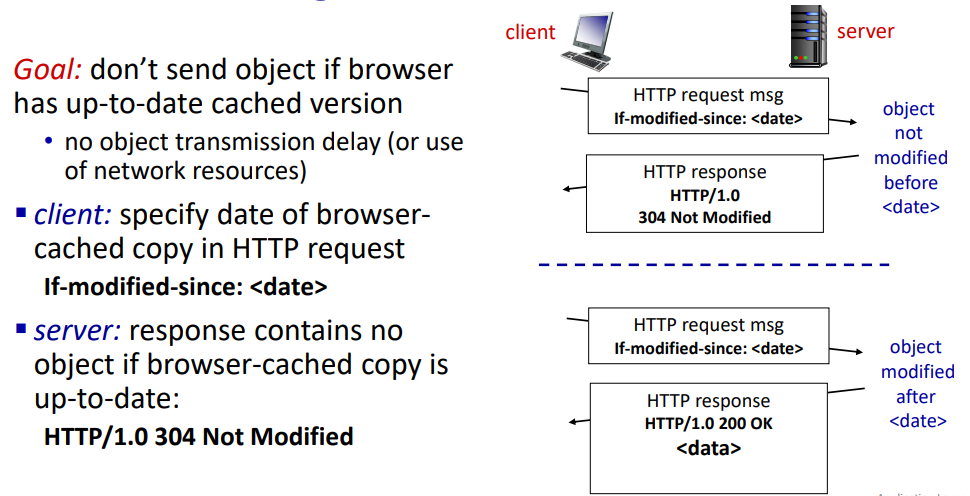 Goal: don't send object if browser
has up-to-date cached version
• no object transmission delay (or use
of network resources)
▪ client: specify date of browser-
cached copy in HTTP request
If-modified-since: <date>
▪ server: response contains no
object if browser-cached copy is
up-to-date:
HTTP/1.0 304 Not Modified
client
server
HTTP request msg
If-modified-since: <date>
object
not
modified
before
<date>
HTTP response
HTTP/1.0
304 Not Modified
HTTP request msg
If-modified-since: <date>
object
modified
after
<date>
HTTP response
HTTP/1.0 200 OK
<data>